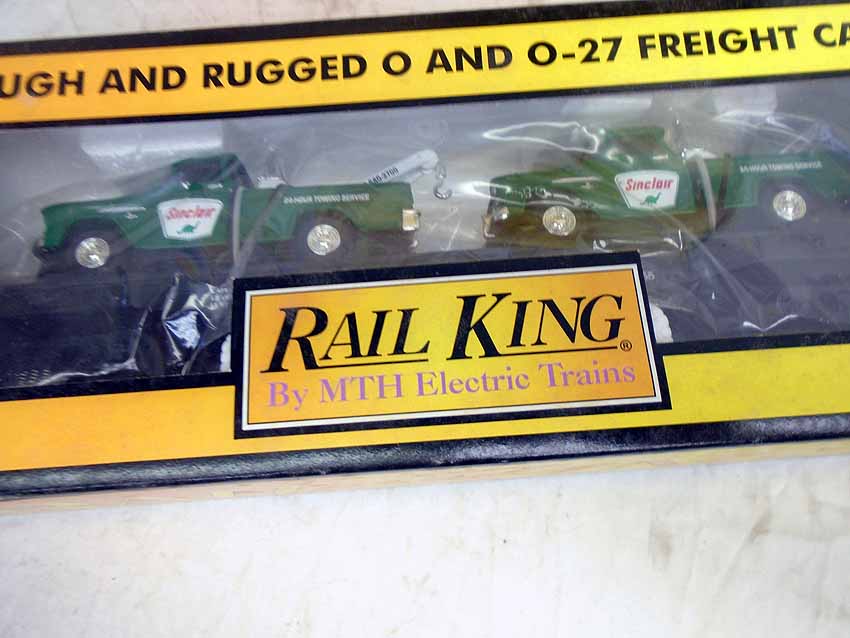 UGH AND RUGGED O AND O-27 FREIGHT CA
Sinclair
24-HOUR TOWING SERVICE
Sinclair
24-HOUR TOWING SERVICE
RAIL KING®
By MTH Electric Trains